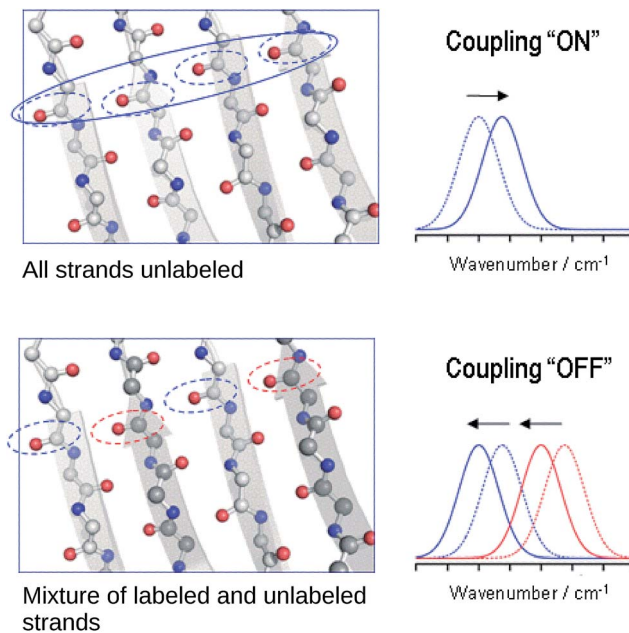 Coupling “ON”
Wavenumber / cm⁻¹
All strands unlabeled
Coupling “OFF”
Wavenumber / cm⁻¹
Mixture of labeled and unlabeled
strands